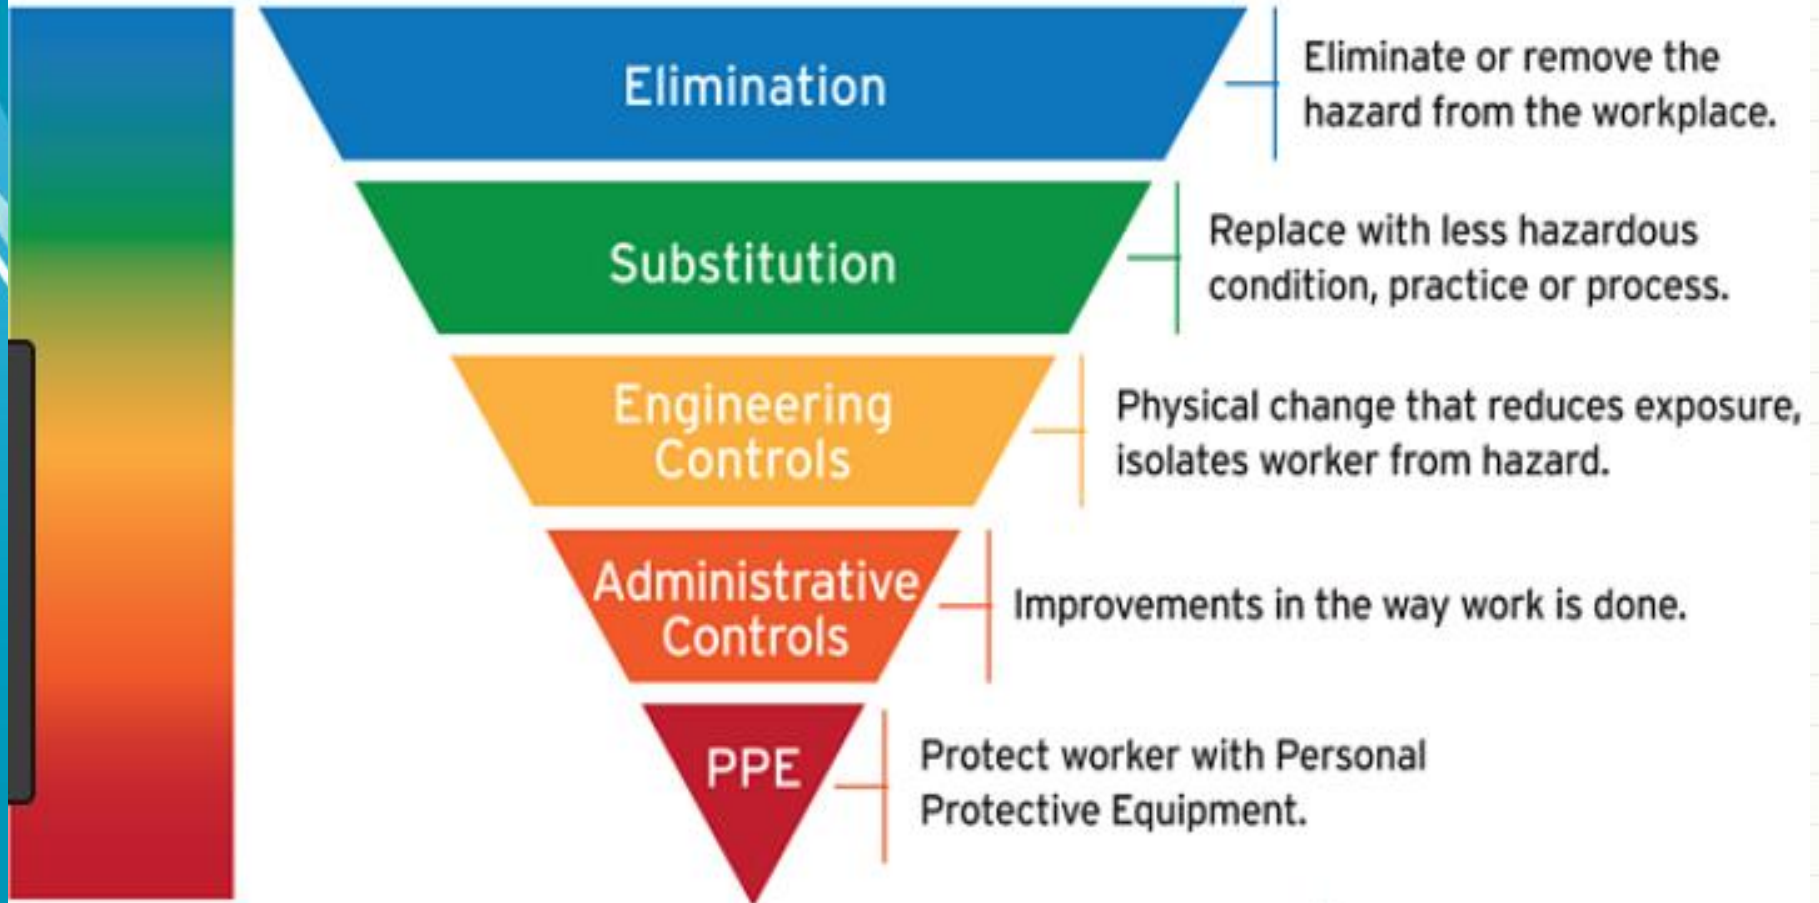 Elimination
Eliminate or remove the
hazard from the workplace.
Substitution
Replace with less hazardous
condition, practice or process.
Engineering
Controls
Physical change that reduces exposure,
isolates worker from hazard.
Administrative
Controls
Improvements in the way work is done.
PPE
Protect worker with Personal
Protective Equipment.